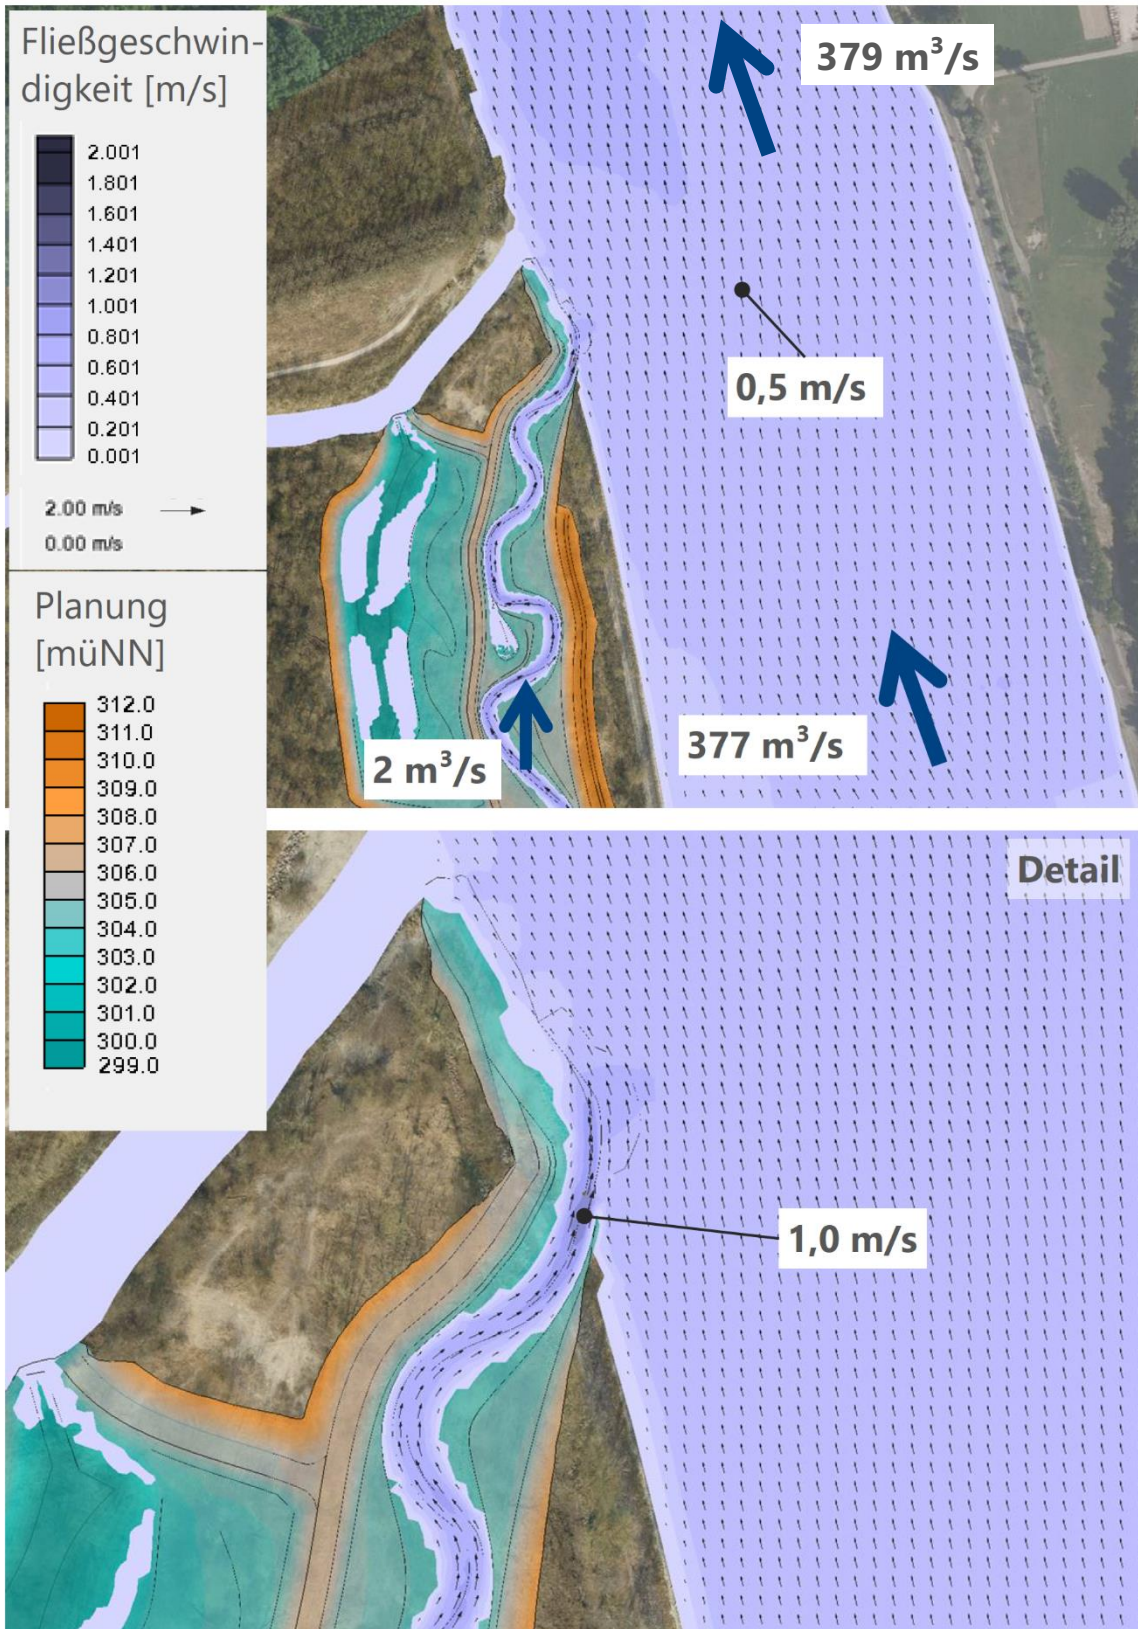 Fließgeschwin-
digkeit [m/s]
2.001
1.801
1.601
1.401
1.201
1.001
0.801
0.601
0.401
0.201
0.001
2.00 m/s
0.00 m/s
Planung
[müNN]
312.0
311.0
310.0
309.0
308.0
307.0
306.0
305.0
304.0
303.0
302.0
301.0
300.0
299.0
379 m³/s
0,5 m/s
377 m³/s
2 m³/s
Detail
1,0 m/s